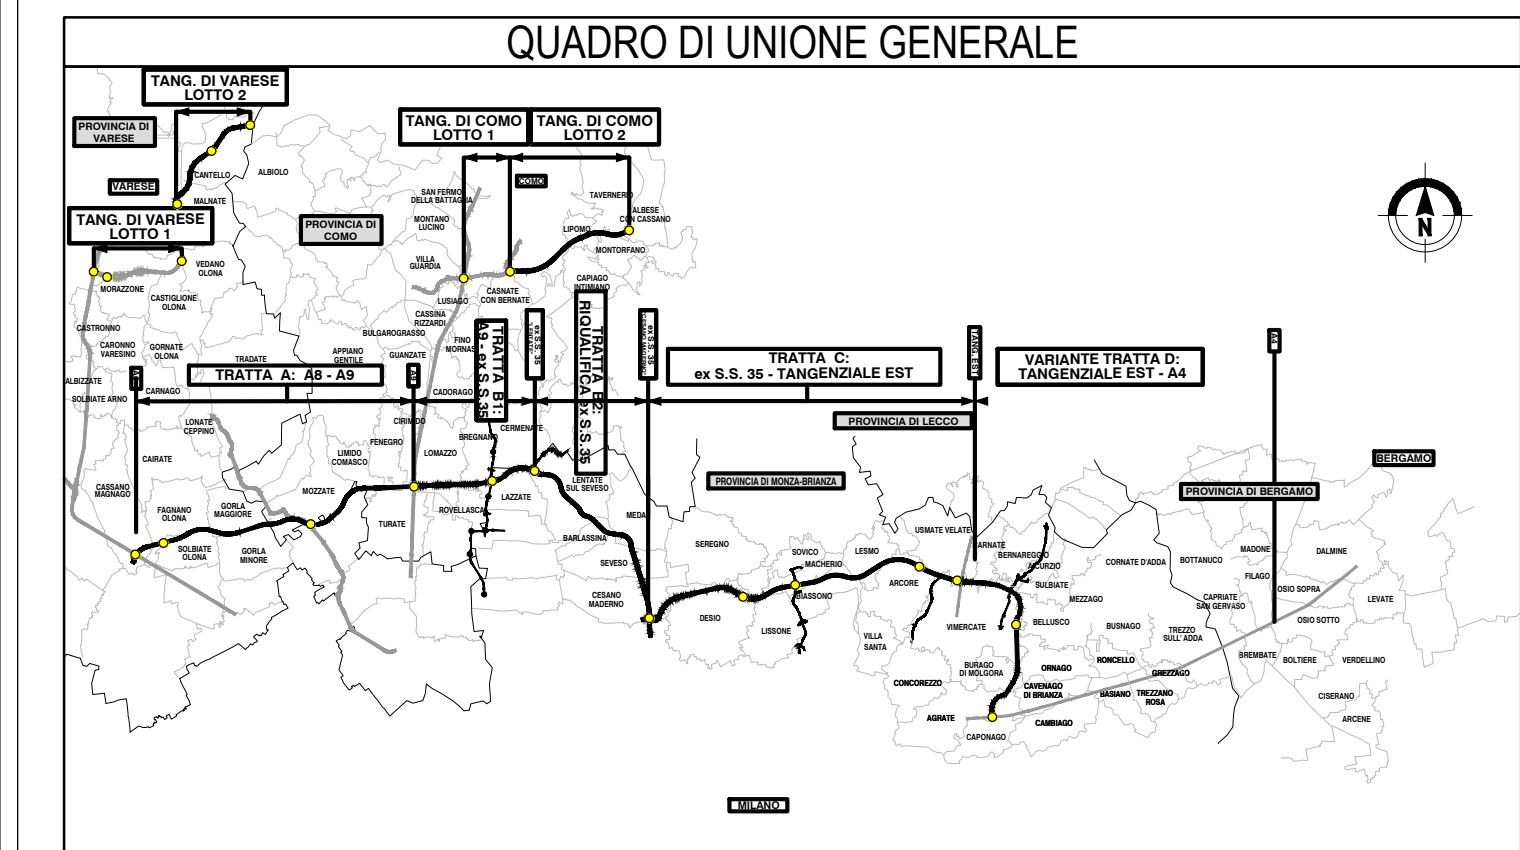 QUADRO DI UNIONE GENERALE
TANG. DI VARESE
LOTTO 2
PROVINCIA DI
VARESE
VARESE
CANTELLO
ALBIOLO
MALNATE
TANG. DI VARESE
LOTTO 1
VEDANO
OLONA
MORAZZONE
CASTIGLIONE
OLONA
TANG. DI COMO
LOTTO 1
TANG. DI COMO
LOTTO 2
COMO
PROVINCIA DI
COMO
SAN FERMO
DELLA BATTAGLIA
MONTANO
LUCINO
VILLA
GUARDIA
TAVERNERIO
ALBESE
CON CASSANO
LIPOMO
MONTORFANO
CAPIAGO
INTIMIANO
LUSIAGO
CASNATE
CON BERNATE
CASSINA
RIZZARDI
BULGAROGRASSO
FINO
MORNAS
N
CASTRONNO
CARONNO
VARESINO
GORNATE
OLONA
TRADATE
APPIANO
GENTILE
GUANZATE
ALBIZZATE
CARNAGO
SOLBIATE ARNO
TRATTA A: A8 - A9
A9
TRATTA B1:
A9 - ex S.S.35
ex S.S. 35
TRATTA B2:
RIQUALIFICA ex S.S.35
ex S.S. 35
TRATTA C:
ex S.S. 35 - TANGENZIALE EST
TANG. EST
VARIANTE TRATTA D:
TANGENZIALE EST - A4
A4
CADORAGO
LONATE
CEPPINO
CIRIMIDO
FENEGRO
CERMENATE
BREGNANO
LOMAZZO
LIMIDO
COMASCO
CAIRATE
CASSANO
MAGNAGO
MOZZATE
FAGNANO
OLONA
GORLA
MAGGIORE
SOLBIATE
OLONA
GORLA
MINORE
TURATE
ROVELLASCA
LAZZATE
LENTATE
SUL SEVESO
MEDA
BARLASSINA
SEVESO
CESANO
MADERNO
PROVINCIA DI LECCO
PROVINCIA DI MONZA-BRIANZA
BERGAMO
PROVINCIA DI BERGAMO
SEREGNO
SOVICO
MACHERIO
LESMO
USMATE VELATE
CARNATE
BERNAREGGIO
AICURZIO
SULBIATE
MEZZAGO
CORNATE D'ADDA
BOTTANUCO
MADONE
DALMINE
FILAGO
OSIO SOPRA
CAPRIATE
SAN GERVASO
LEVATE
OSIO SOTTO
ARCORE
BIASSONO
DESIO
LISSONE
VILLA
SANTA
VIMERCATE
BELLUSCO
BUSNAGO
TREZZO
SULL' ADDA
BREMBATE
BOLTIERE
VERDELLINO
CISERANO
ARCENE
BURAGO
DI MOLGORA
ORNAGO
RONCELLO
GREZZAGO
CONCOREZZO
CAVENAGO
DI BRIANZA
BASIANO
TREZZANO
ROSA
AGRATE
CAMBIAGO
CAPONAGO
MILANO